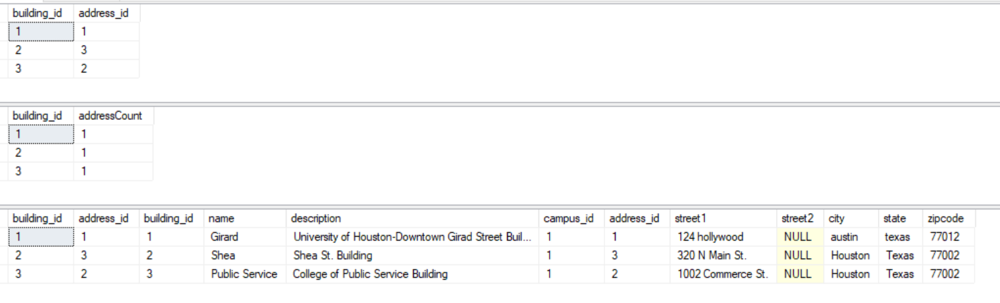 building_id address_id
1 1
2 3
3 2
building_id addressCount
1 1
2 1
3 1
building_id address_id building_id name description campus_id address_id street1 street2 city state zipcode
1 1 1 Girard University of Houston-Downtown Girad Street Buil... 1 1 124 hollywood NULL austin texas 77012
2 3 2 Shea Shea St. Building 1 3 320 N Main St. NULL Houston Texas 77002
3 2 3 Public Service College of Public Service Building 1 2 1002 Commerce St. NULL Houston Texas 77002